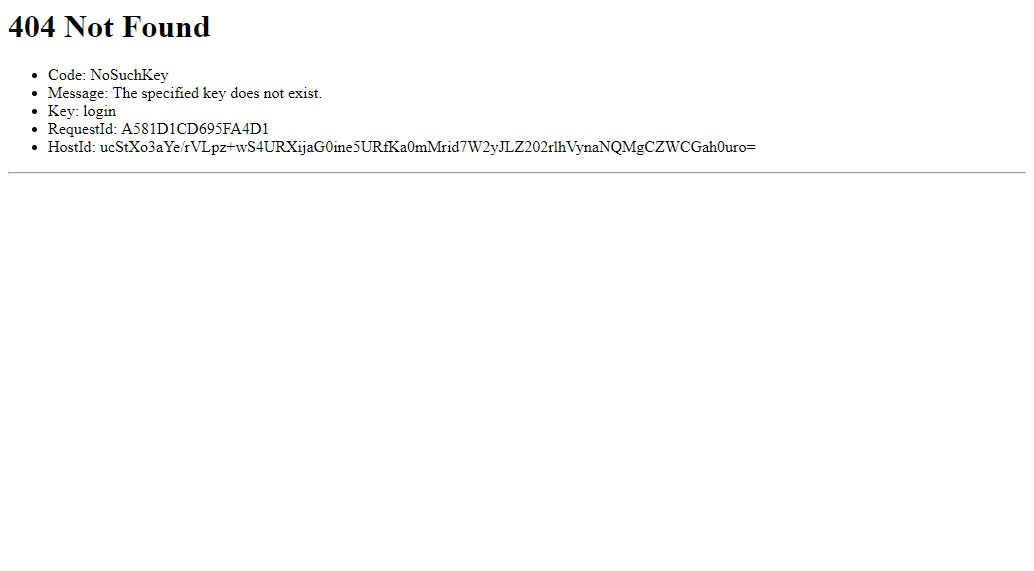 404 Not Found
Code: NoSuchKey
Message: The specified key does not exist.
Key: login
RequestId: A581D1CD695FA4D1
HostId: ucStXo3aYe/rVLpz+wS4URXijaG0ine5URfKa0mMrid7W2yJLZ202rlhVynaNQMgCZWCGah0uro=